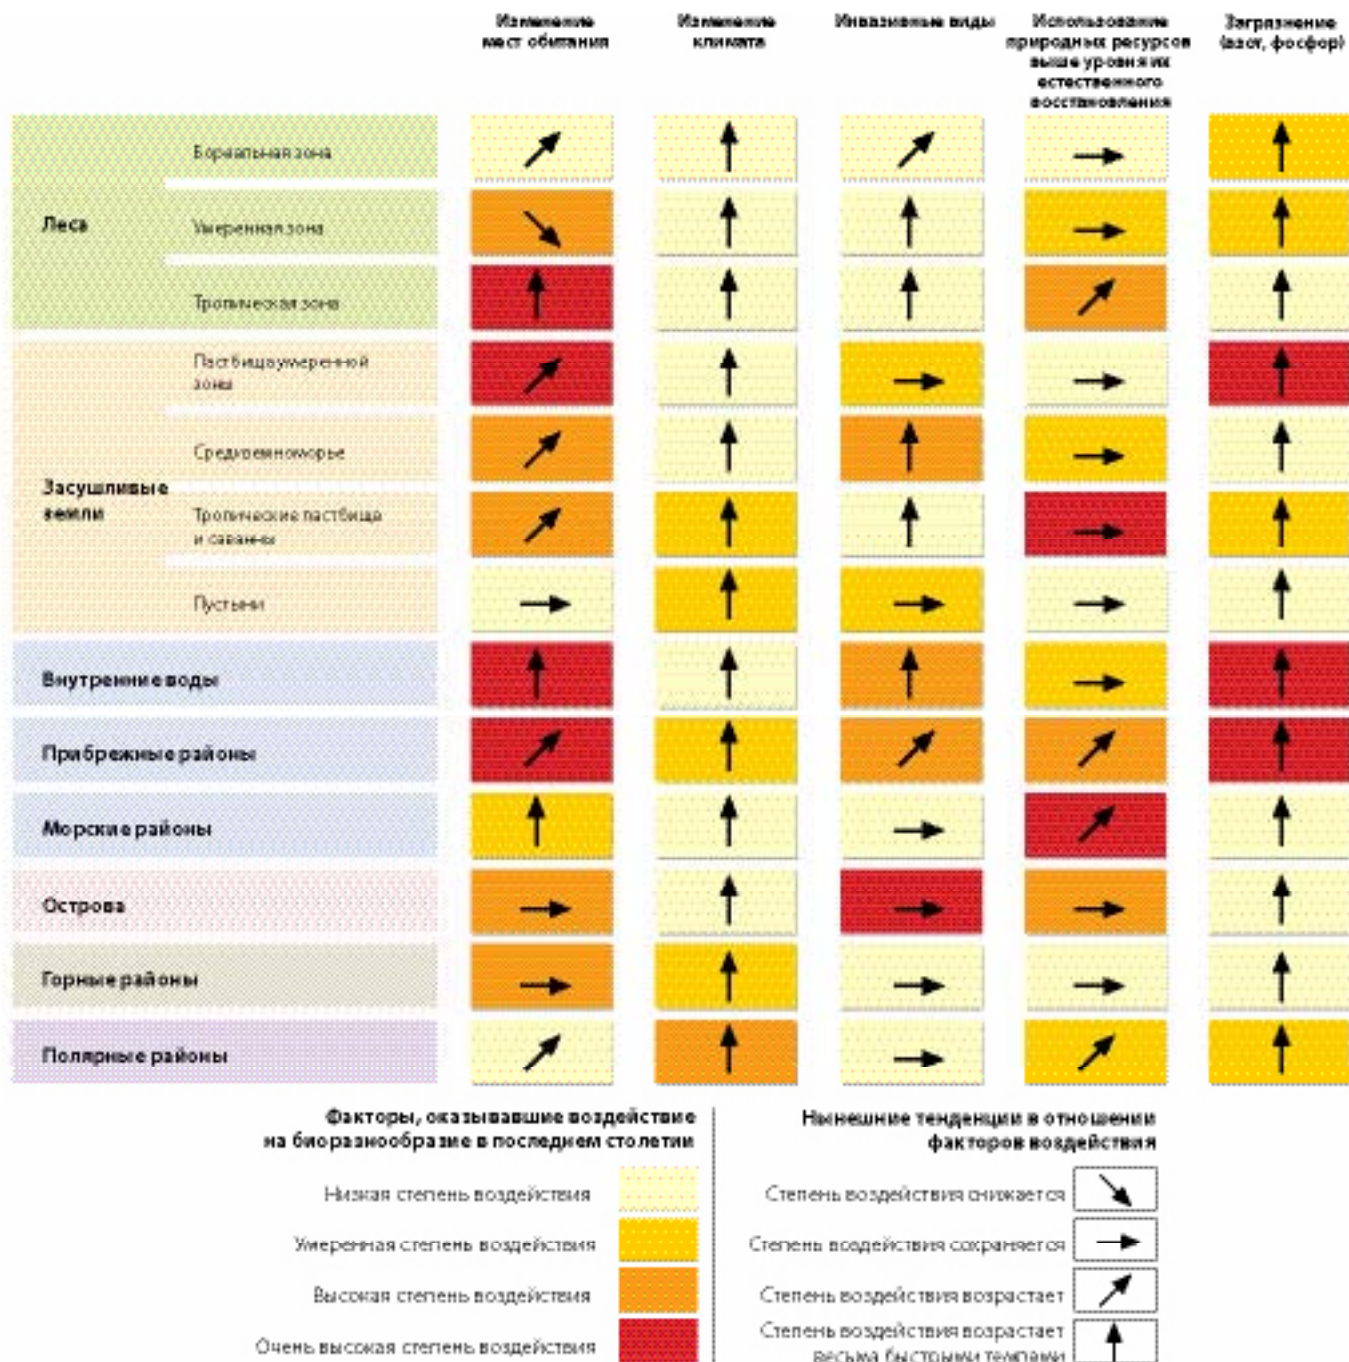 Изменение
мест обитания
Изменение
климата
Инвазивные виды
Использование
природных ресурсов
выше уровня их
естественного
восстановления
Загрязнение
(азот, фосфор)
Леса
Бореальная зона
Умеренная зона
Тропическая зона
Засушливые
земли
Пастбища умеренной
зоны
Средиземноморье
Тропические пастбища
и саванны
Пустыни
Внутренние воды
Прибрежные районы
Морские районы
Острова
Горные районы
Полярные районы
Факторы, оказывавшие воздействие
на биоразнообразие в последнем столетии
Низкая степень воздействия
Умеренная степень воздействия
Высокая степень воздействия
Очень высокая степень воздействия
Нынешние тенденции в отношении
факторов воздействия
Степень воздействия снижается
Степень воздействия сохраняется
Степень воздействия возрастает
Степень воздействия возрастает
весьма быстрыми темпами